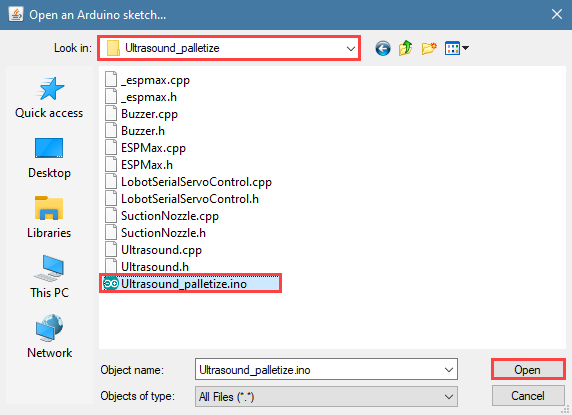 Open an Arduino sketch...
Look in: Ultrasound_palletize
Quick access
Desktop
Libraries
This PC
Network
_espmax.cpp
_espmax.h
Buzzer.cpp
Buzzer.h
ESPMax.cpp
ESPMax.h
LobotSerialServoControl.cpp
LobotSerialServoControl.h
SuctionNozzle.cpp
SuctionNozzle.h
Ultrasound.cpp
Ultrasound.h
Ultrasound_palletize.ino
Object name: Ultrasound_palletize.ino Open
Objects of type: All Files (*.*) Cancel